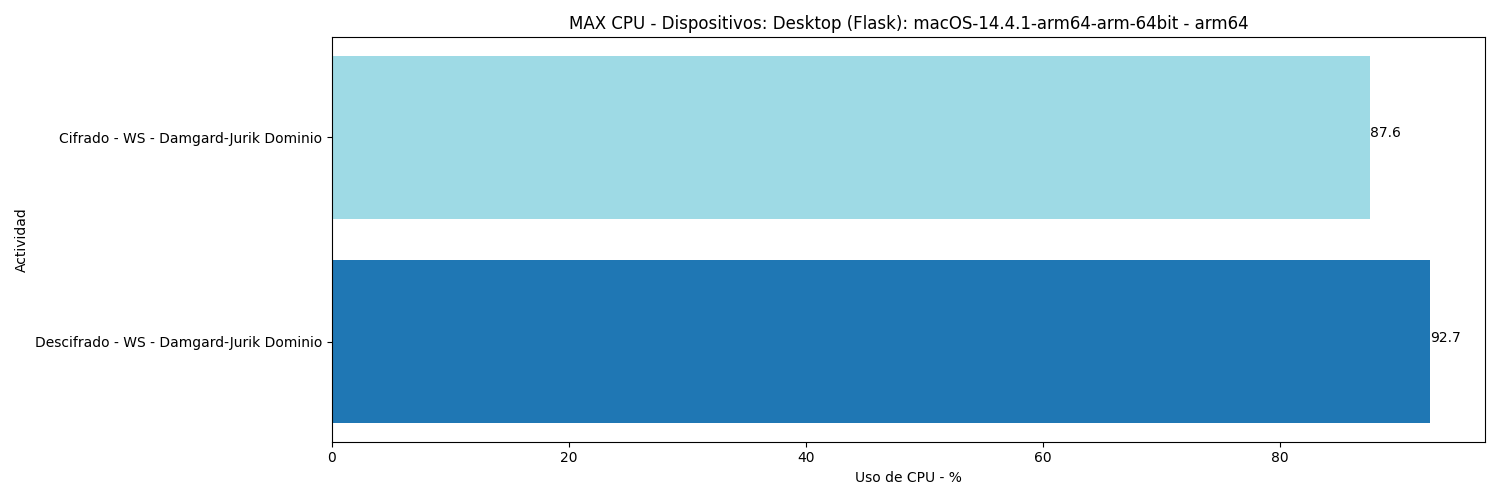 MAX CPU - Dispositivos: Desktop (Flask): macOS-14.4.1-arm64-arm-64bit - arm64
Cifrado - WS - Damgard-Jurik Dominio
87.6
Actividad
Descifrado - WS - Damgard-Jurik Dominio
92.7
0 20 40 60 80
Uso de CPU - %